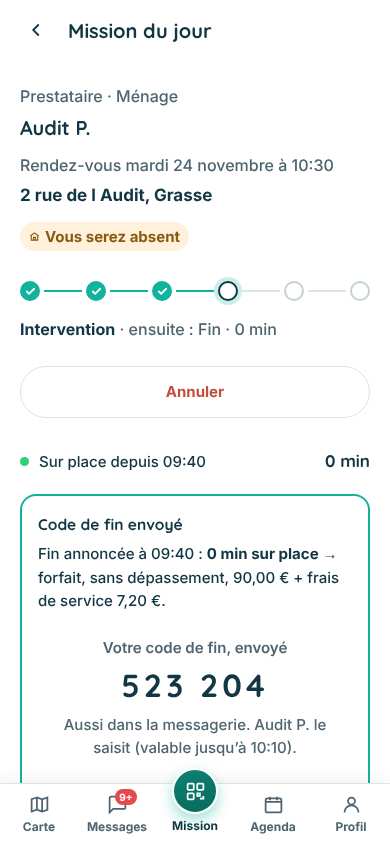 Mission du jour
Prestataire · Ménage
Audit P.
Rendez-vous mardi 24 novembre à 10:30
2 rue de l Audit, Grasse
Vous serez absent
Intervention · ensuite : Fin · 0 min
Annuler
Sur place depuis 09:40
0 min
Code de fin envoyé
Fin annoncée à 09:40 : 0 min sur place →
forfait, sans dépassement, 90,00 € + frais
de service 7,20 €.
Votre code de fin, envoyé
523 204
Aussi dans la messagerie. Audit P. le
saisit (valable jusqu’à 10:10).
9+
Carte
Messages
Mission
Agenda
Profil